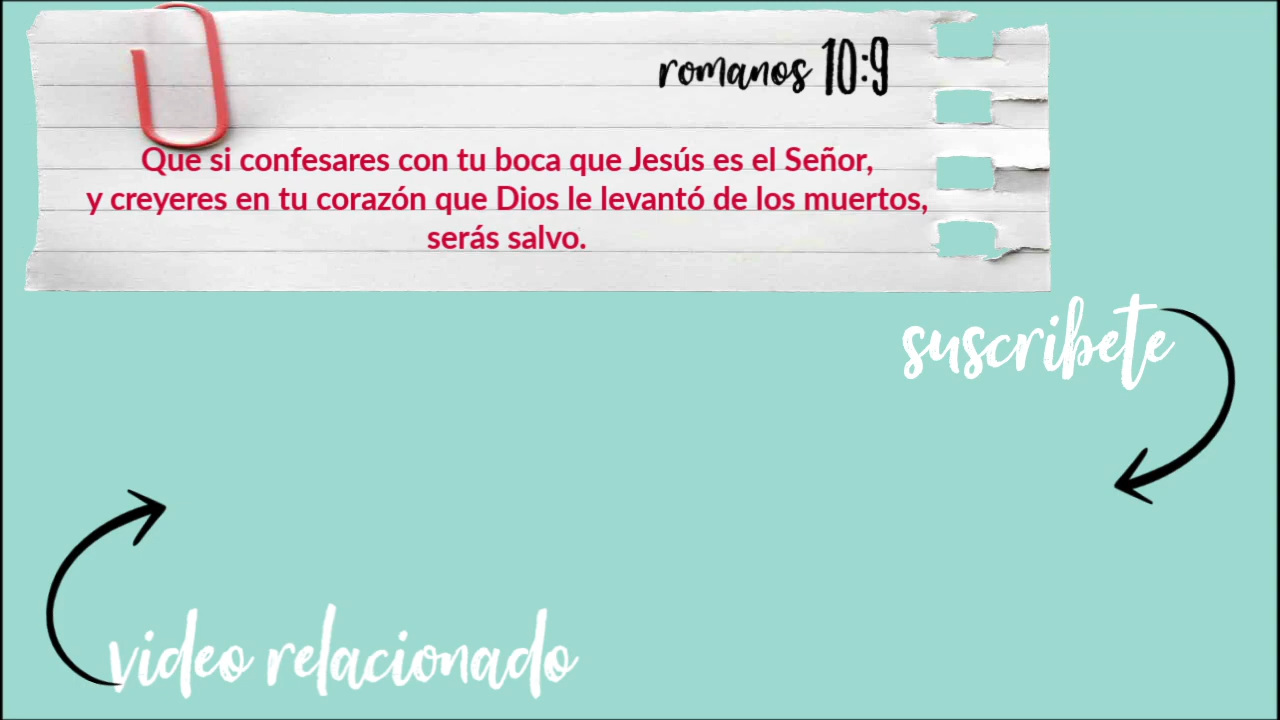 romanos 10:9
Que si confesares con tu boca que Jesús es el Señor,
y creyeres en tu corazón que Dios le levantó de los muertos,
serás salvo.
suscribete
video relacionado